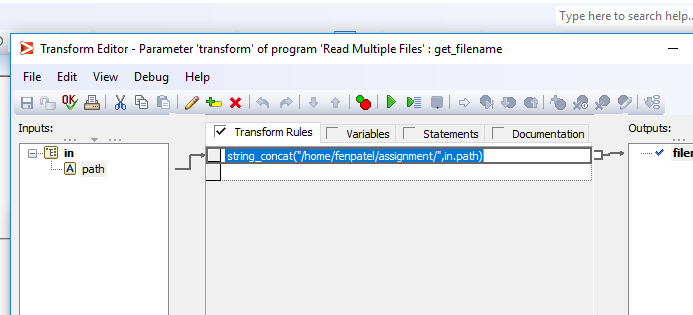 Type here to search help...
Transform Editor - Parameter 'transform' of program 'Read Multiple Files' : get_filename
File Edit View Debug Help
Inputs:
Transform Rules Variables Statements Documentation
Outputs:
in
string_concat("/home/fenpatel/assignment/",in.path)
A path